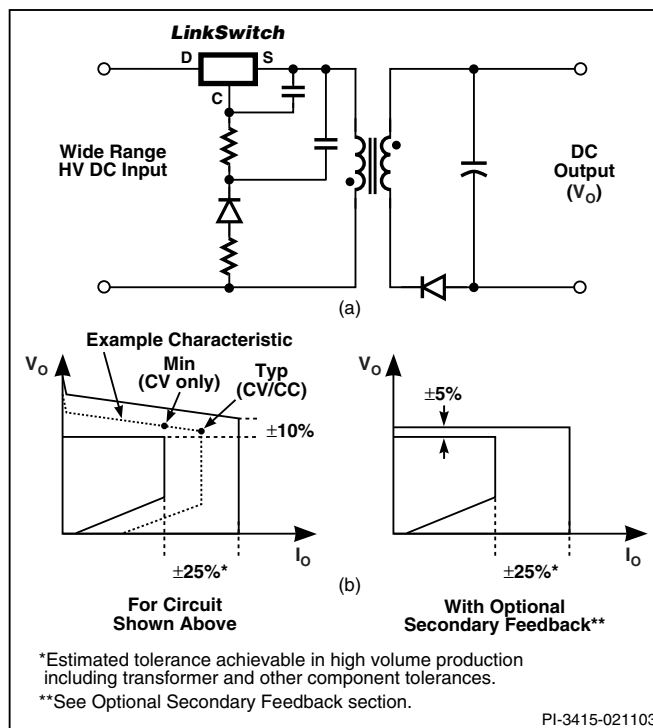 LinkSwitch
D
S
C
Wide Range
HV DC Input
DC
Output
(VO)
(a)
Example Characteristic
VO
Min
(CV only)
Typ
(CV/CC)
±10%
IO
±25%*
For Circuit
Shown Above
(b)
VO
±5%
IO
±25%*
With Optional
Secondary Feedback**
*Estimated tolerance achievable in high volume production
including transformer and other component tolerances.
**See Optional Secondary Feedback section.
PI-3415-021103